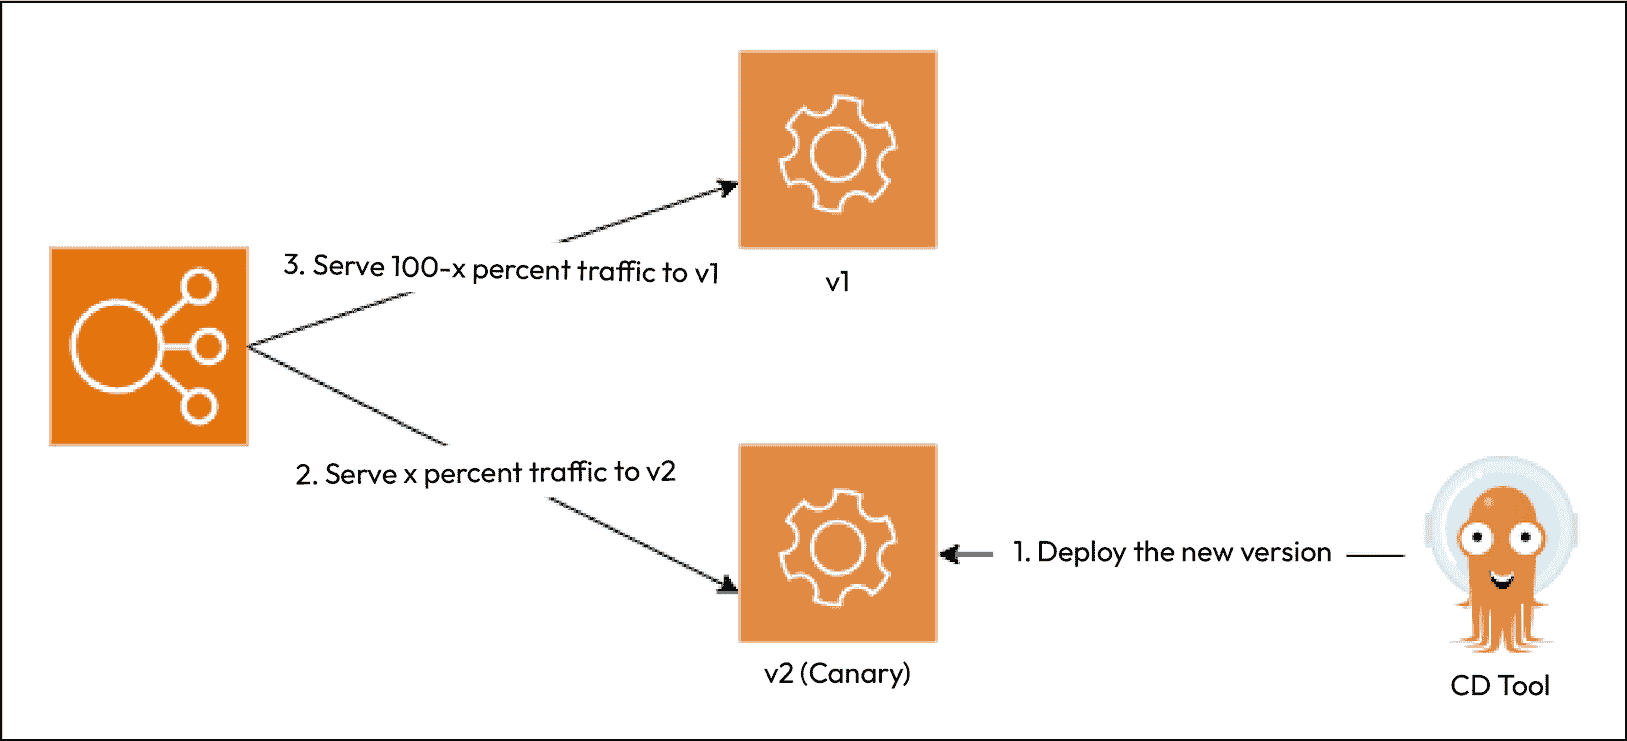 3. Serve 100-x percent traffic to v1
v1
2. Serve x percent traffic to v2
1. Deploy the new version
v2 (Canary)
CD Tool